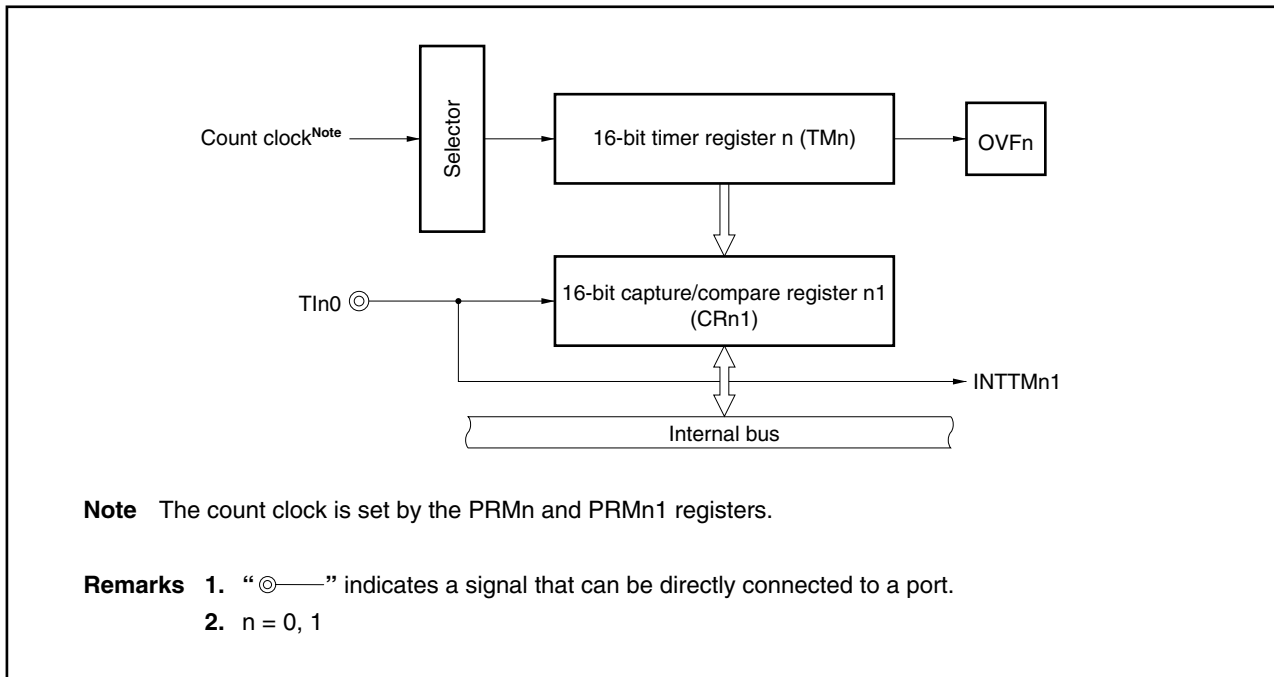 Selector
Count clockNote
16-bit timer register n (TMn)
OVFn
TIn0
16-bit capture/compare register n1
(CRn1)
INTTMn1
Internal bus
Note The count clock is set by the PRMn and PRMn1 registers.
Remarks 1. “ ” indicates a signal that can be directly connected to a port.
2. n = 0, 1